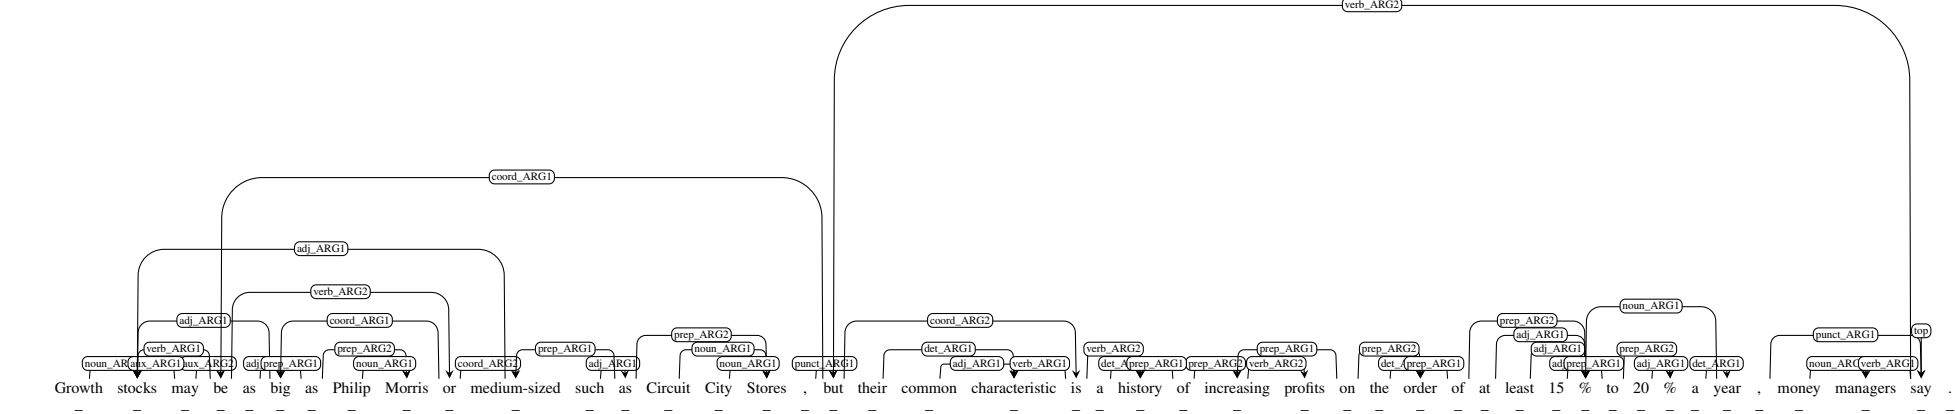 verb_ARG2
coord_ARG1
adj_ARG1
verb_ARG2
noun_ARG1
adj_ARG1 coord_ARG1 coord_ARG2 prep_ARG2
top
prep_ARG2 adj_ARG1 punct_ARG1
verb_ARG1 prep_ARG2 prep_ARG1 noun_ARG1 det_ARG1 verb_ARG2 prep_ARG1 prep_ARG2 adj_ARG1 prep_ARG2
prep_ARG1 noun_ARG1 coord_ARG2 adj_ARG1 noun_ARG1 punct_ARG1 adj_ARG1 verb_ARG1 prep_ARG1 prep_ARG2 verb_ARG2 prep_ARG1 prep_ARG1 adj_ARG1 det_ARG1 verb_ARG1
Growth stocks may be as big as Philip Morris or medium-sized such as Circuit City Stores , but their common characteristic is a history of increasing profits on the order of at least 15 % to 20 % a year , money managers say .